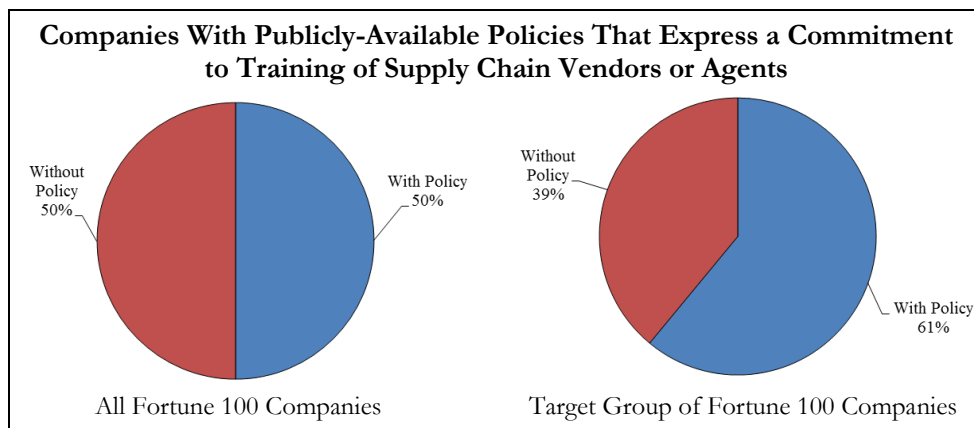 Companies With Publicly-Available Policies That Express a Commitment
to Training of Supply Chain Vendors or Agents
Without
Policy
50%
With Policy
50%
All Fortune 100 Companies
Without
Policy
39%
With Policy
61%
Target Group of Fortune 100 Companies